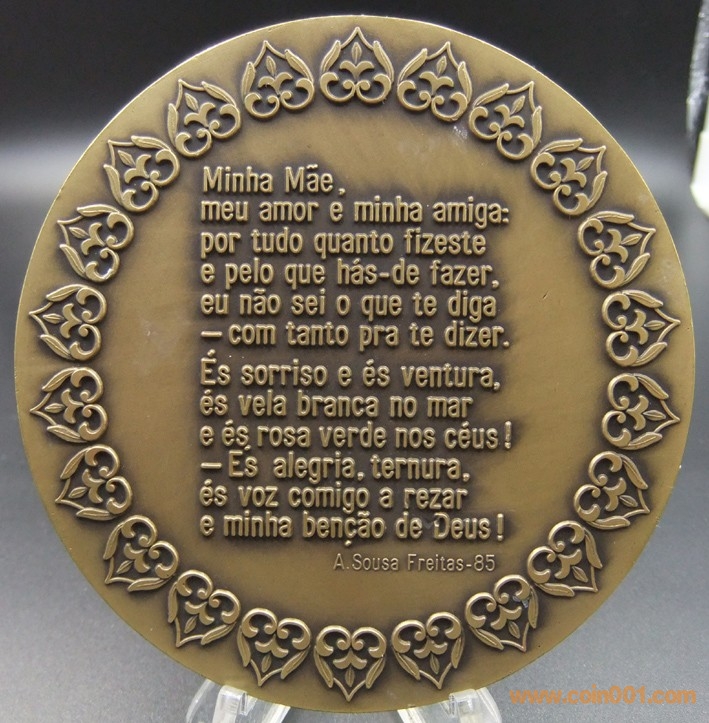 Minha Mãe,
meu amor e minha amiga:
por tudo quanto fizeste
e pelo que hás-de fazer,
eu não sei o que te diga
— com tanto pra te dizer.
És sorriso e és ventura,
és vela branca no mar
e és rosa verde nos céus!
— És alegria, ternura,
és voz comigo a rezar
e minha benção de Deus!
A. Sousa Freitas-85
www.coin001.com